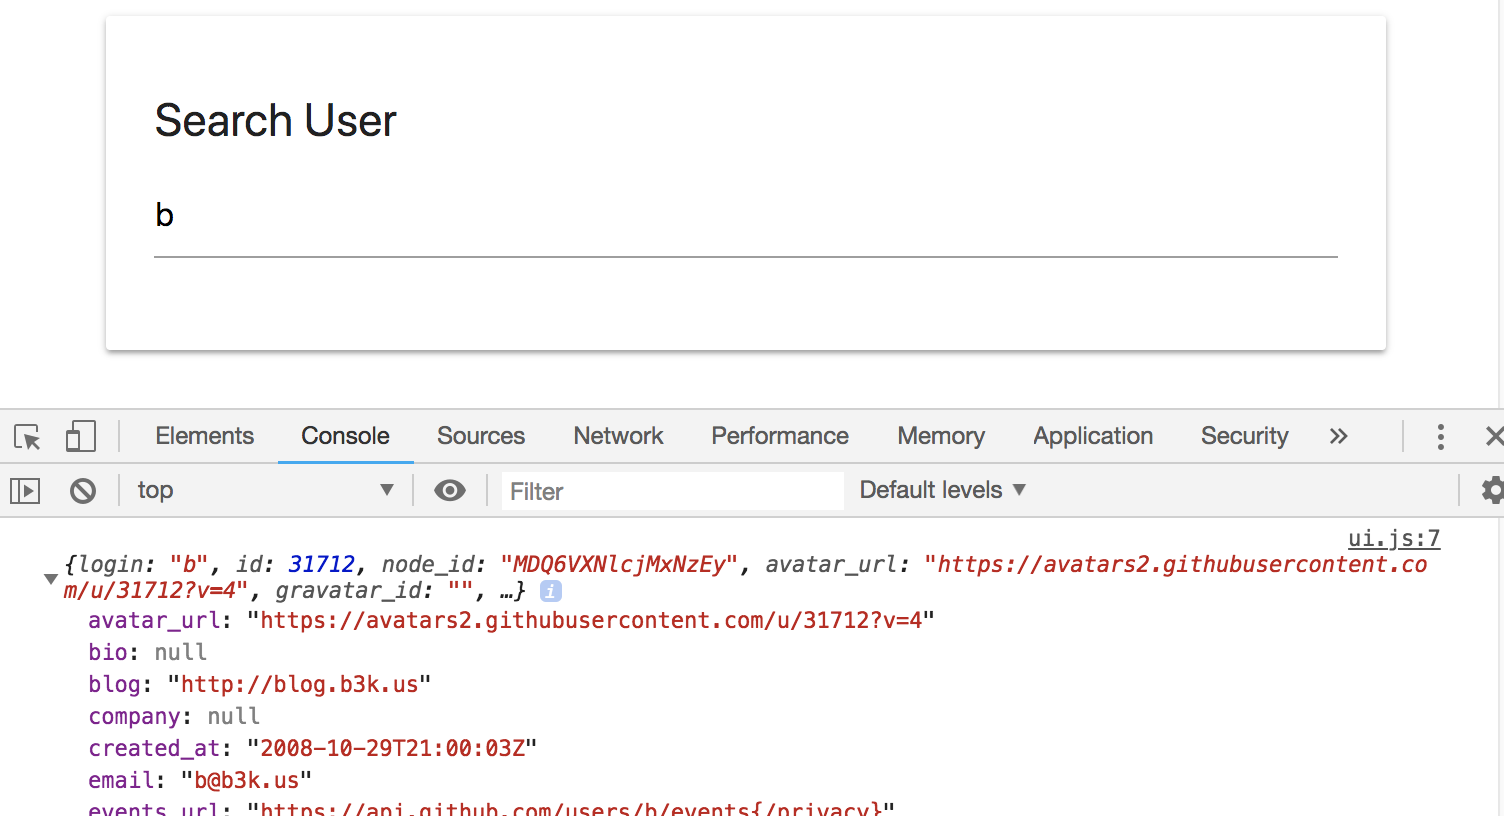 Search User
b
Elements Console Sources Network Performance Memory Application Security »
top Filter Default levels
ui.js:7
{login: "b", id: 31712, node_id: "MDQ6VXNlcjMxNzEy", avatar_url: "https://avatars2.githubusercontent.co
m/u/31712?v=4", gravatar_id: "", …} i
avatar_url: "https://avatars2.githubusercontent.com/u/31712?v=4"
bio: null
blog: "http://blog.b3k.us"
company: null
created_at: "2008-10-29T21:00:03Z"
email: "b@b3k.us"
events_url: "https://api.github.com/users/b/events{/privacy}"